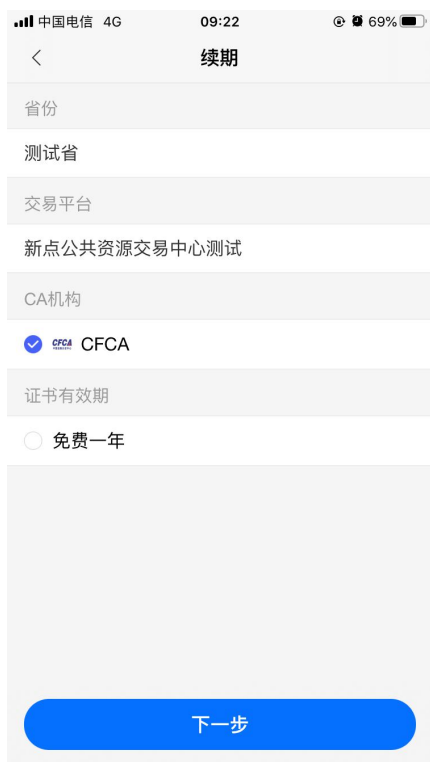 中国电信 4G 09:22 69%
续期
省份
测试省
交易平台
新点公共资源交易中心测试
CA机构
CFCA CFCA
证书有效期
免费一年
下一步